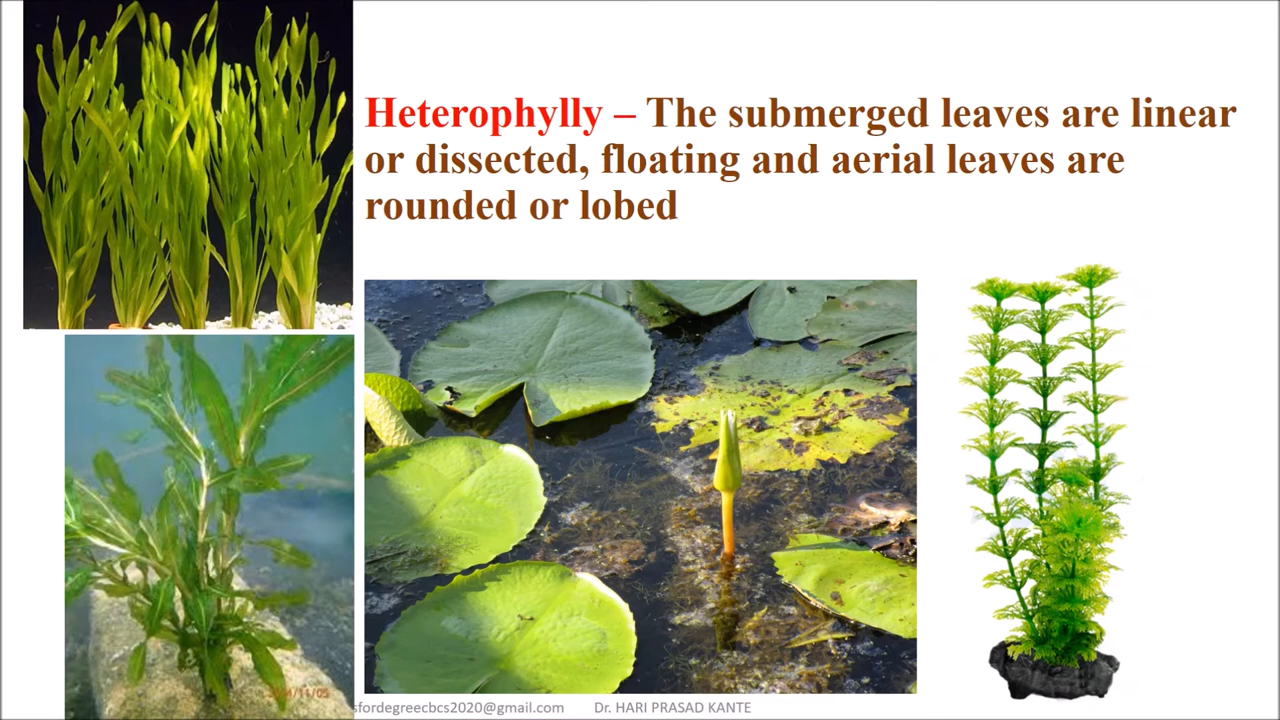 Heterophylly – The submerged leaves are linear
or dissected, floating and aerial leaves are
rounded or lobed
sfordegreecbcs2020@gmail.com Dr. HARI PRASAD KANTE